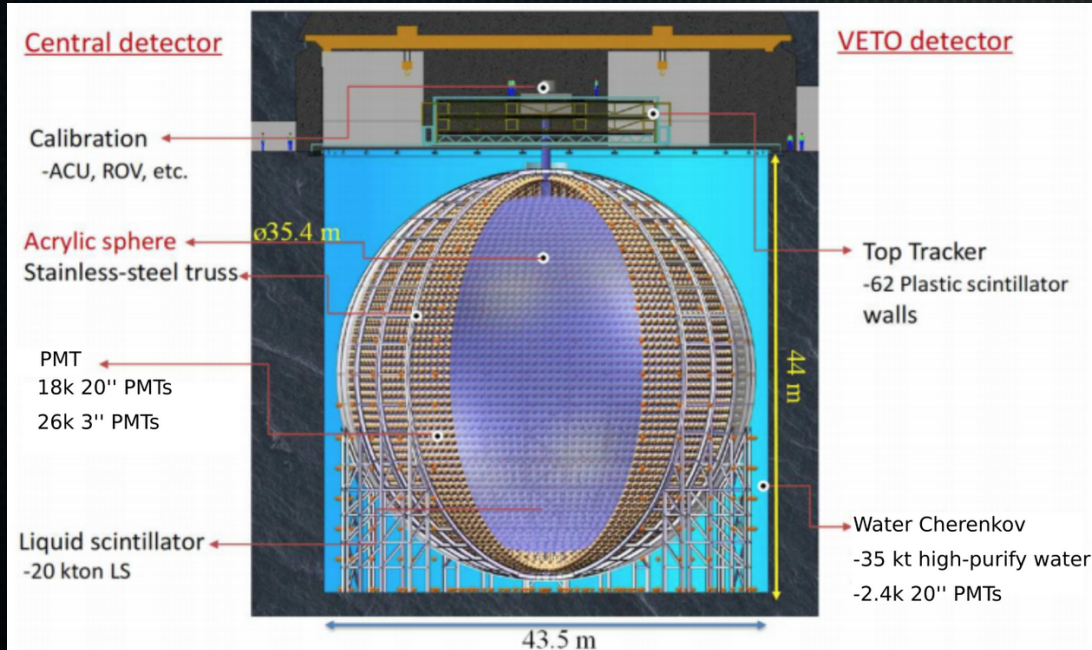 Central detector
VETO detector
Calibration
-ACU, ROV, etc.
Acrylic sphere
ø35.4 m
Stainless-steel truss
Top Tracker
-62 Plastic scintillator
walls
PMT
18k 20'' PMTs
26k 3'' PMTs
44 m
Liquid scintillator
-20 kton LS
Water Cherenkov
-35 kt high-purify water
-2.4k 20'' PMTs
43.5 m